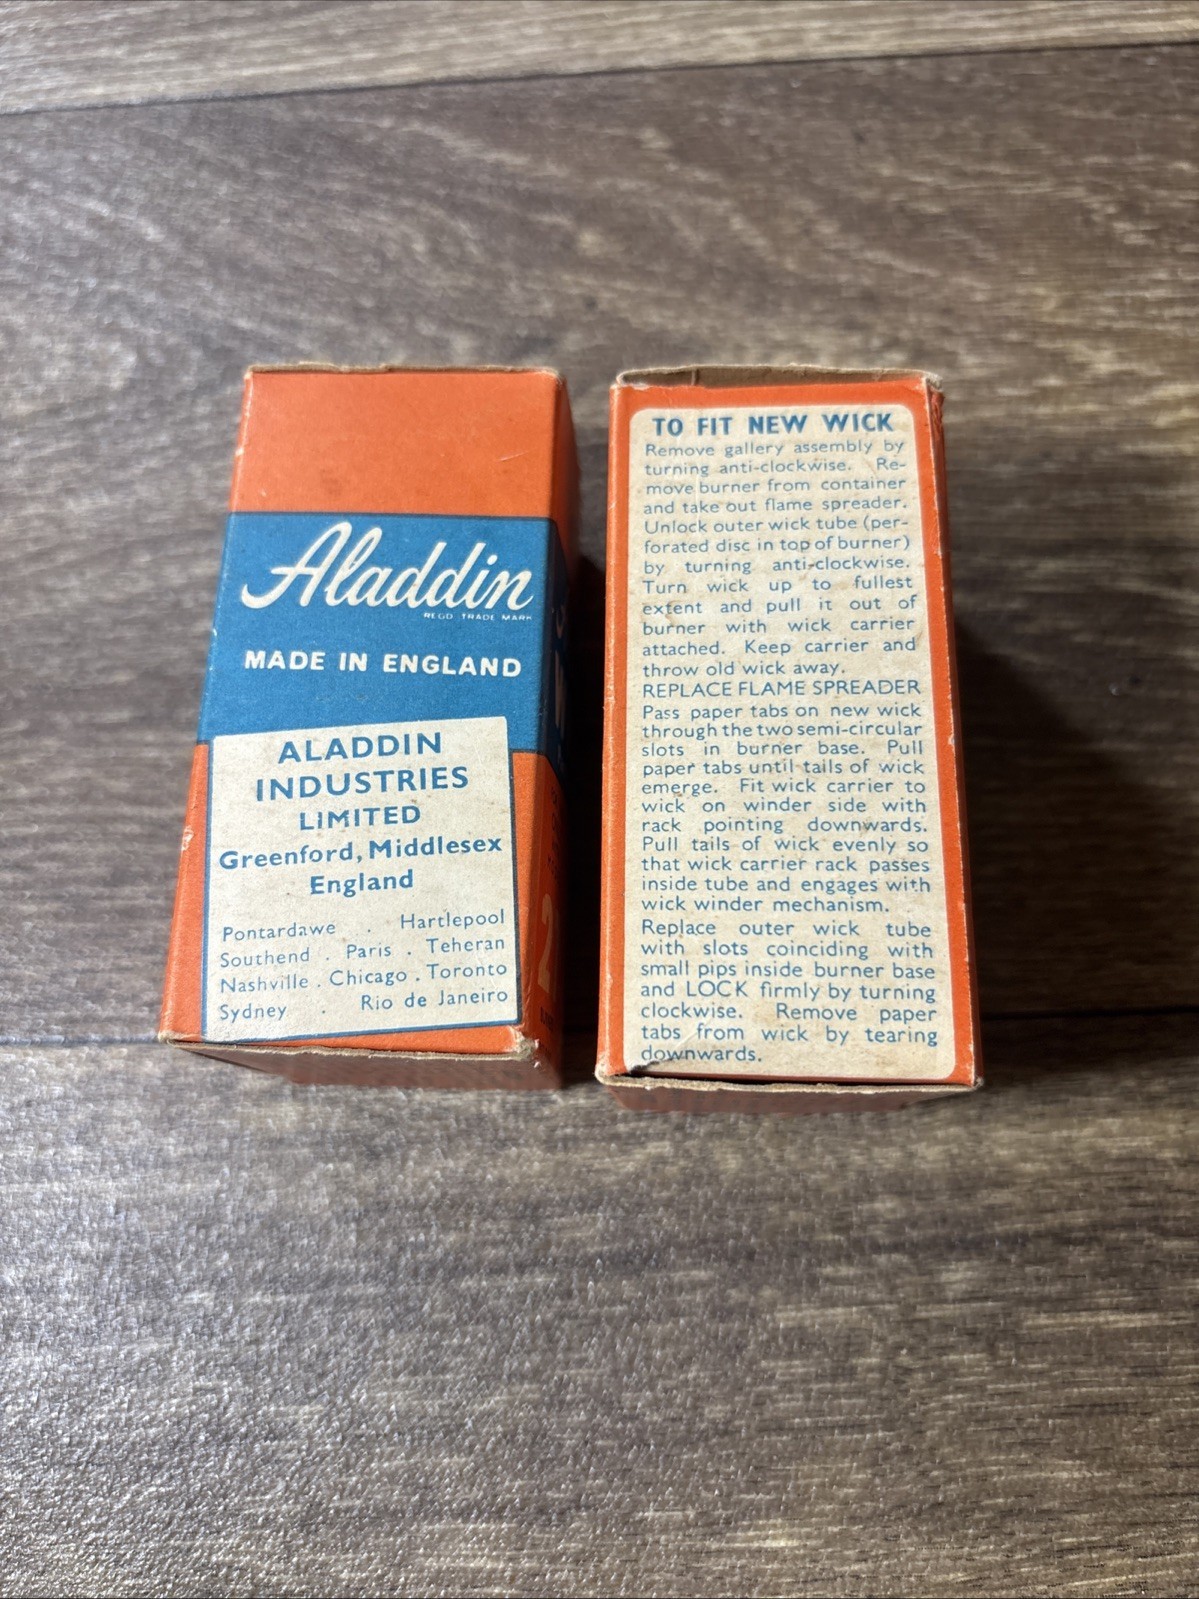 Aladdin
REGD TRADE MARK
MADE IN ENGLAND
ALADDIN
INDUSTRIES
LIMITED
Greenford, Middlesex
England
Pontardawe . Hartlepool
Southend . Paris . Teheran
Nashville . Chicago . Toronto
Sydney . Rio de Janeiro
2
TO FIT NEW WICK
Remove gallery assembly by
turning anti-clockwise. Re-
move burner from container
and take out flame spreader.
Unlock outer wick tube (per-
forated disc in top of burner)
by turning anti-clockwise.
Turn wick up to fullest
extent and pull it out of
burner with wick carrier
attached. Keep carrier and
throw old wick away.
REPLACE FLAME SPREADER
Pass paper tabs on new wick
through the two semi-circular
slots in burner base. Pull
paper tabs until tails of wick
emerge. Fit wick carrier to
wick on winder side with
rack pointing downwards.
Pull tails of wick evenly so
that wick carrier rack passes
inside tube and engages with
wick winder mechanism.
Replace outer wick tube
with slots coinciding with
small pips inside burner base
and LOCK firmly by turning
clockwise. Remove paper
tabs from wick by tearing
downwards.